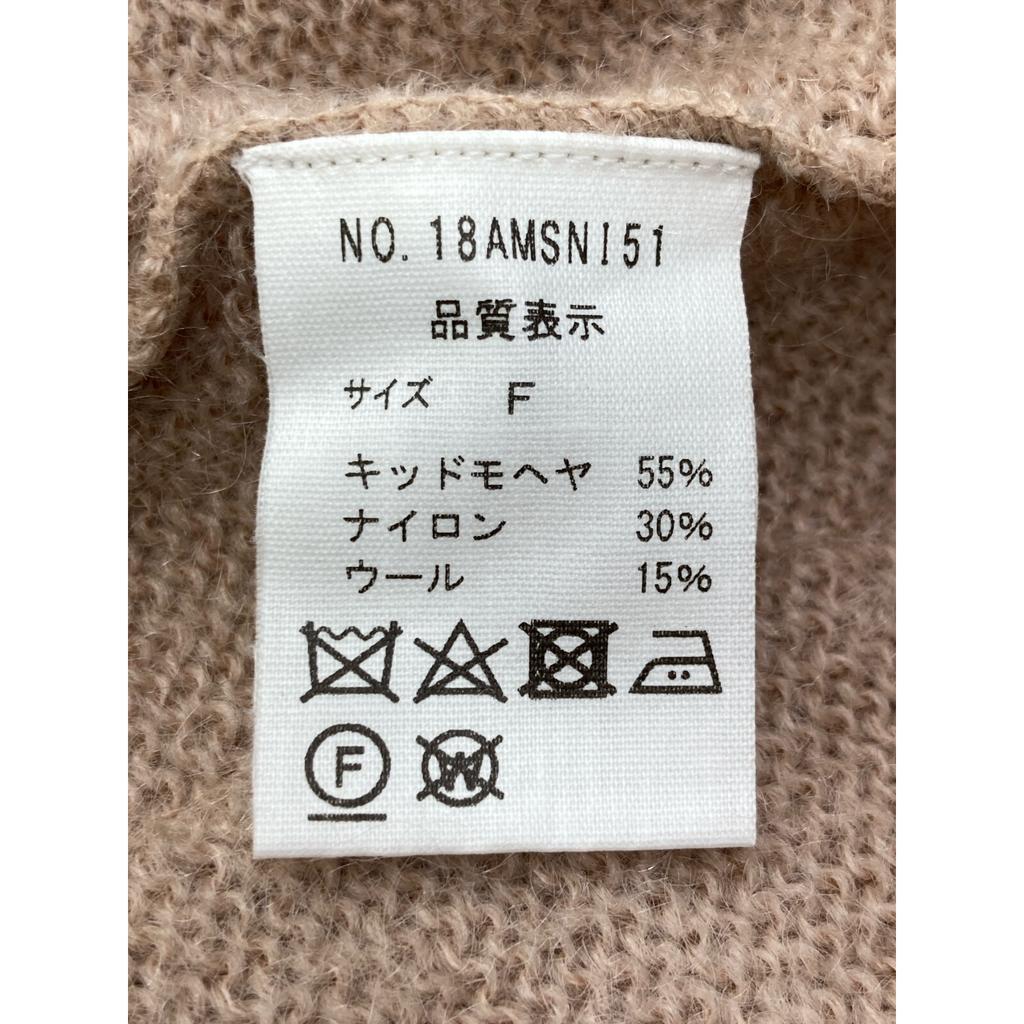 NO. 18AMSNI51
品質表示
サイズ F
キッドモヘヤ 55%
ナイロン 30%
ウール 15%
F W